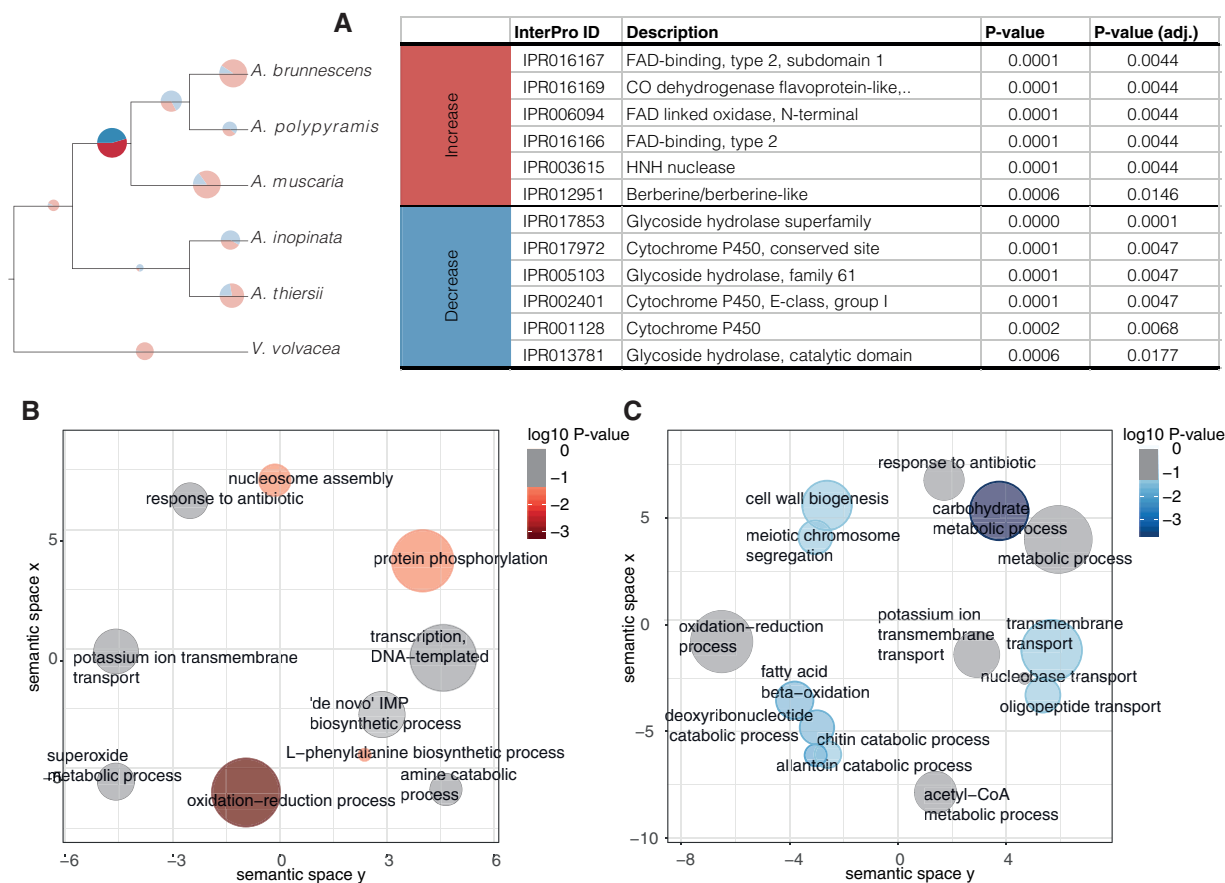 A
A. brunnescens
A. polypyramis
A. muscaria
A. inopinata
A. thiersii
V. volvacea
InterPro ID Description P-value P-value (adj.)
Increase
IPR016167 FAD-binding, type 2, subdomain 1 0.0001 0.0044
IPR016169 CO dehydrogenase flavoprotein-like,.. 0.0001 0.0044
IPR006094 FAD linked oxidase, N-terminal 0.0001 0.0044
IPR016166 FAD-binding, type 2 0.0001 0.0044
IPR003615 HNH nuclease 0.0001 0.0044
IPR012951 Berberine/berberine-like 0.0006 0.0146
Decrease
IPR017853 Glycoside hydrolase superfamily 0.0000 0.0001
IPR017972 Cytochrome P450, conserved site 0.0001 0.0047
IPR005103 Glycoside hydrolase, family 61 0.0001 0.0047
IPR002401 Cytochrome P450, E-class, group I 0.0001 0.0047
IPR001128 Cytochrome P450 0.0002 0.0068
IPR013781 Glycoside hydrolase, catalytic domain 0.0006 0.0177
B
log10 P-value
0
−1
−2
−3
nucleosome assembly
response to antibiotic
5
protein phosphorylation
semantic space x
transcription,
DNA−templated
0
potassium ion transmembrane
transport
'de novo' IMP
biosynthetic process
L−phenylalanine biosynthetic process
superoxide
metabolic process
−5
amine catabolic
process
oxidation−reduction process
−6
−3
0
3
6
semantic space y
C
log10 P-value
0
−1
−2
−3
response to antibiotic
cell wall biogenesis
carbohydrate
metabolic process
5
meiotic chromosome
segregation
metabolic process
semantic space x
0
oxidation−reduction
process
potassium ion
transmembrane
transport
transmembrane
transport
fatty acid
beta−oxidation
nucleobase transport
oligopeptide transport
deoxyribonucleotide
catabolic process
−5
chitin catabolic process
allantoin catabolic process
acetyl−CoA
metabolic process
−10
−8
−4
0
4
semantic space y